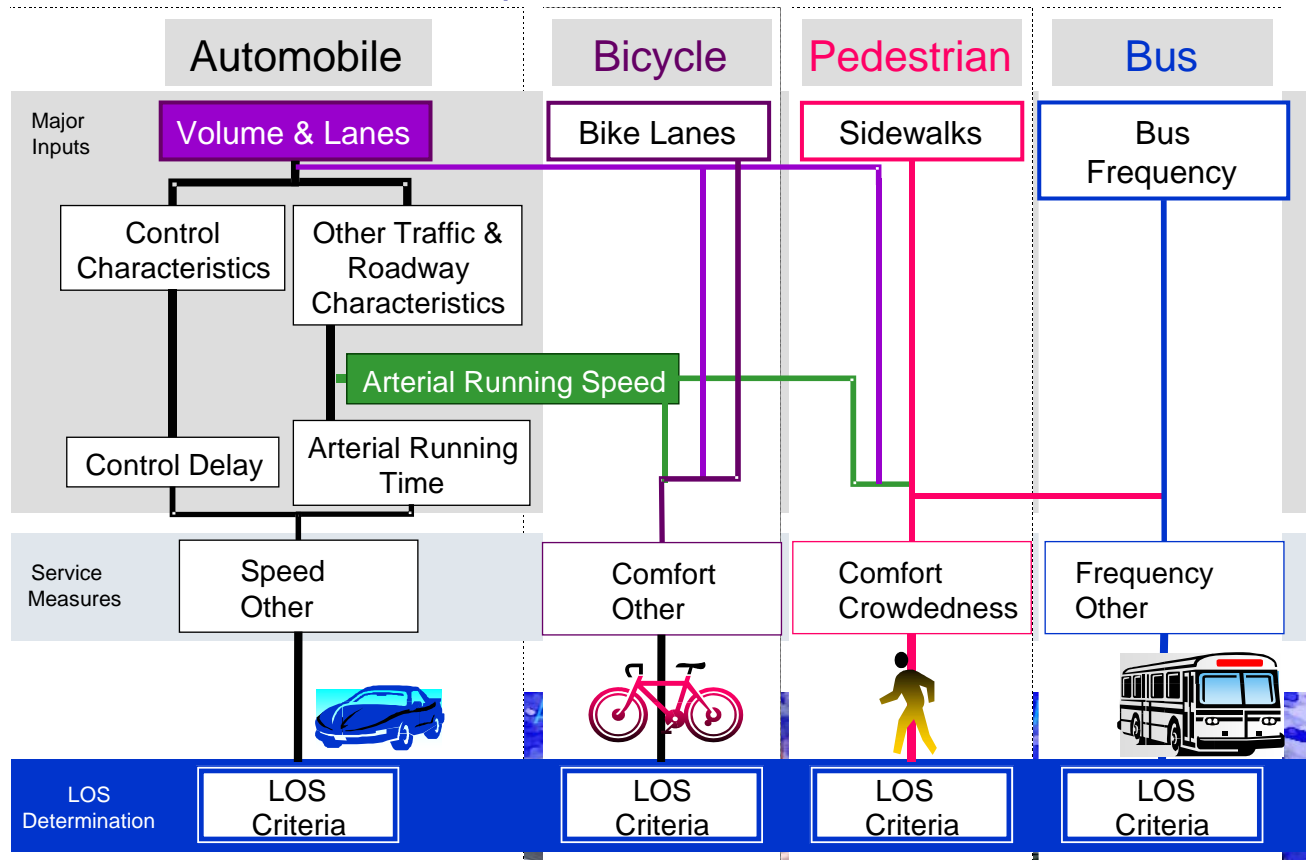 Automobile
Bicycle
Pedestrian
Bus
Major
Inputs
Volume & Lanes
Bike Lanes
Sidewalks
Bus
Frequency
Control
Characteristics
Other Traffic &
Roadway
Characteristics
Arterial Running Speed
Control Delay
Arterial Running
Time
Service
Measures
Speed
Other
Comfort
Other
Comfort
Crowdedness
Frequency
Other
LOS
Determination
LOS
Criteria
LOS
Criteria
LOS
Criteria
LOS
Criteria